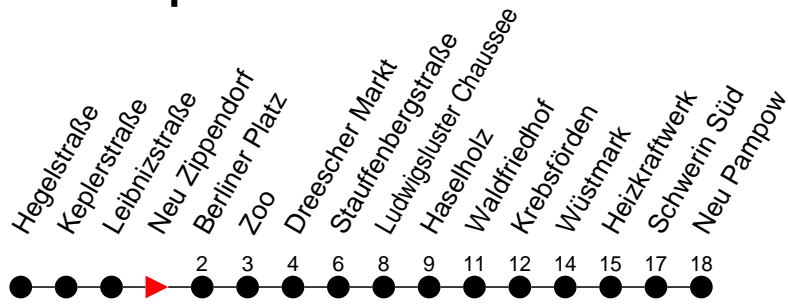 Hegelstraße
Keplerstraße
Leibnizstraße
Neu Zippendorf
Berliner Platz
Zoo
Dreescher Markt
Stauffenbergstraße
Ludwigsluster Chaussee
Haselholz
Waldfriedhof
Krebsförden
Wüstmark
Heizkraftwerk
Schwerin Süd
Neu Pampow
2 3 4 6 8 9 11 12 14 15 17 18